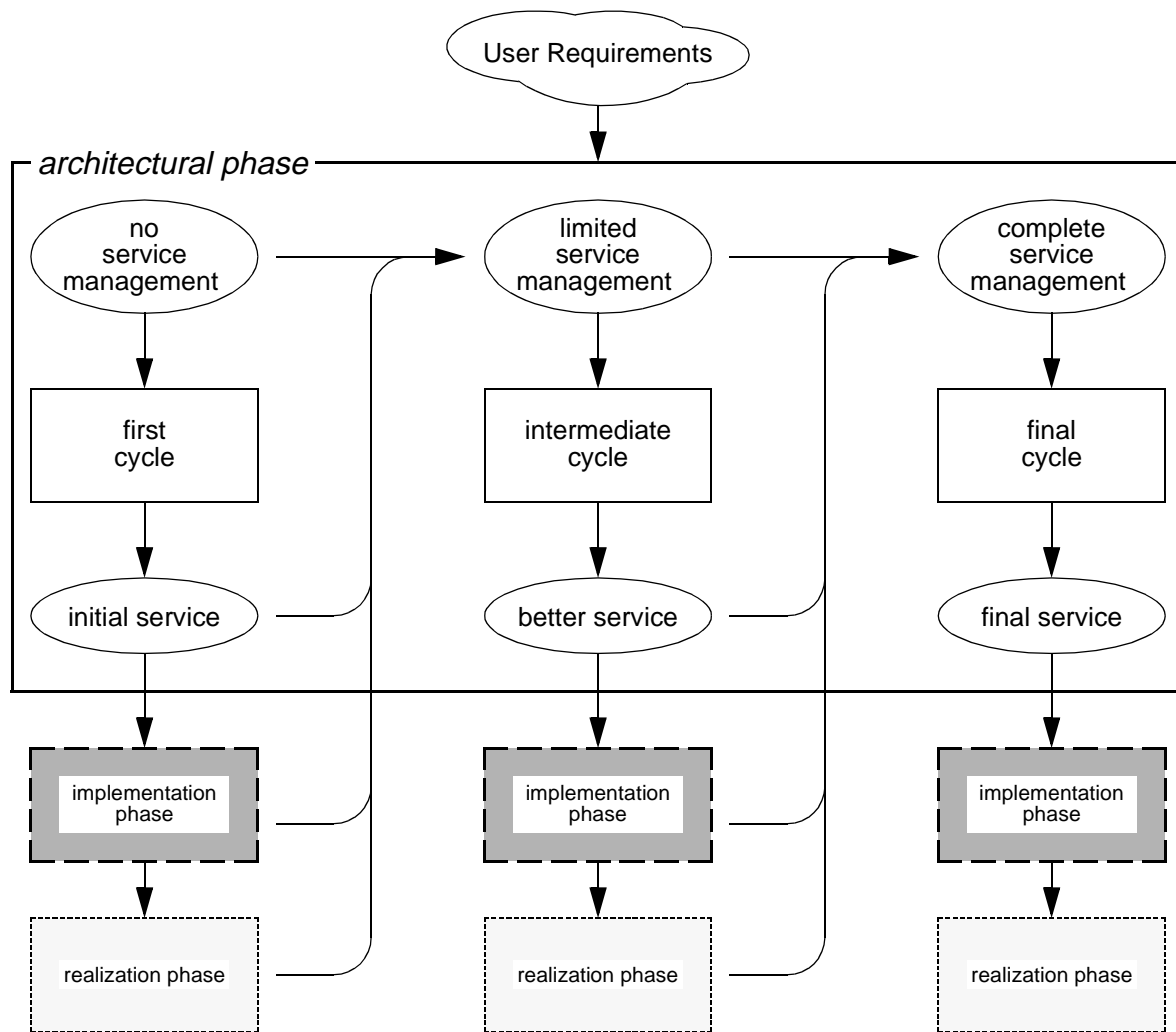 User Requirements
architectural phase
no
service
management
limited
service
management
complete
service
management
first
cycle
intermediate
cycle
final
cycle
initial service
better service
final service
implementation
phase
implementation
phase
implementation
phase
realization phase
realization phase
realization phase